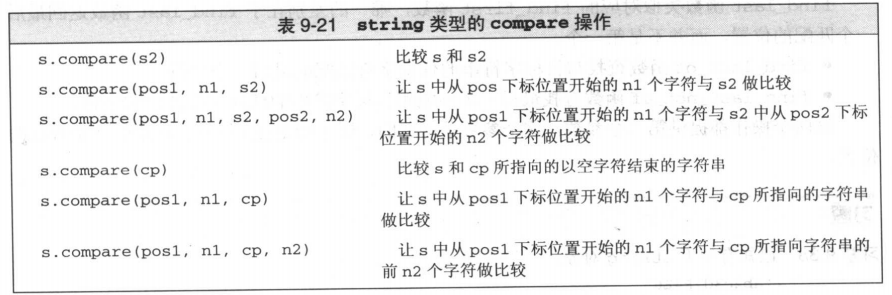 表 9-21 string 类型的 compare 操作
s.compare(s2) 比较 s 和 s2
s.compare(pos1, n1, s2) 让 s 中从 pos 下标位置开始的 n1 个字符与 s2 做比较
s.compare(pos1, n1, s2, pos2, n2) 让 s 中从 pos1 下标位置开始的 n1 个字符与 s2 中从 pos2 下标
位置开始的 n2 个字符做比较
s.compare(cp) 比较 s 和 cp 所指向的以空字符结束的字符串
s.compare(pos1, n1, cp) 让 s 中从 pos1 下标位置开始的 n1 个字符与 cp 所指向的字符串
做比较
s.compare(pos1, n1, cp, n2) 让 s 中从 pos1 下标位置开始的 n1 个字符与 cp 所指向字符串的
前 n2 个字符做比较